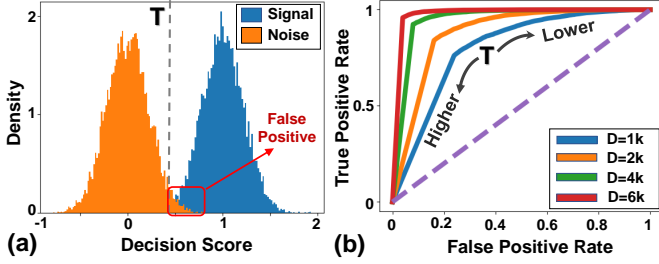 T
Signal
Noise
2
1
0
Density
False
Positive
-1
0
1
2
Decision Score
(a)
1
0.5
0
True Positive Rate
T
Lower
Higher
D=1k
D=2k
D=4k
D=6k
0
0.2
0.4
0.6
0.8
1
False Positive Rate
(b)